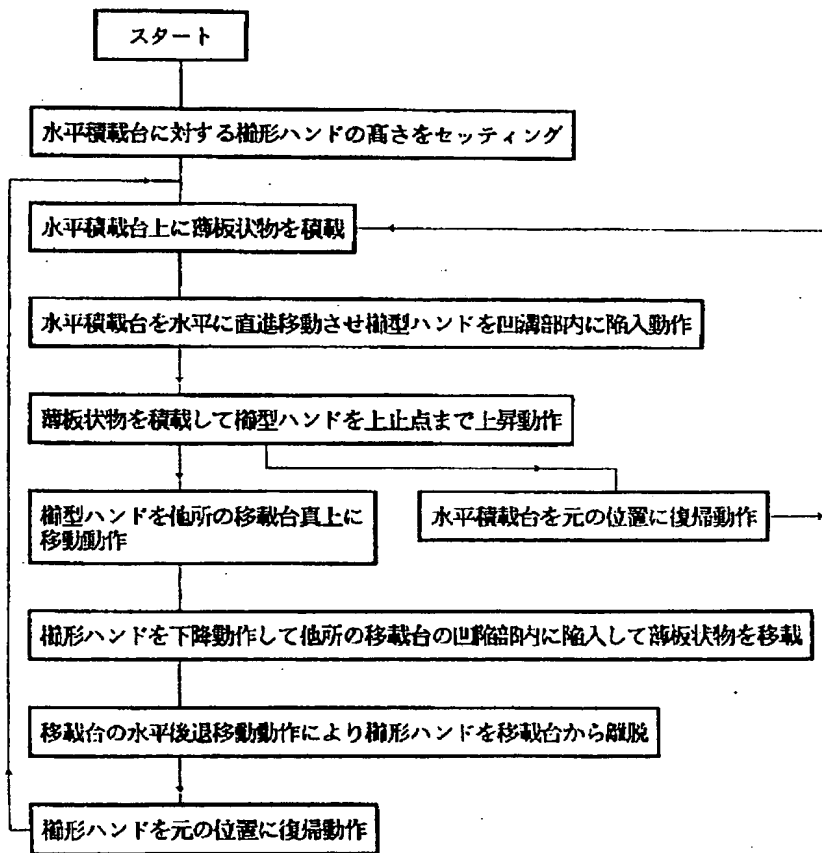 スタート
水平積載台に対する櫛形ハンドの高さをセッティング
水平積載台上に薄板状物を積載
水平積載台を水平に直進移動させ櫛型ハンドを凹溝部内に陥入動作
薄板状物を積載して櫛型ハンドを上止点まで上昇動作
櫛型ハンドを他所の移載台真上に
移動動作
水平積載台を元の位置に復帰動作
櫛形ハンドを下降動作して他所の移載台の凹陥部内に陥入して薄板状物を移載
移載台の水平後退移動動作により櫛形ハンドを移載台から離脱
櫛形ハンドを元の位置に復帰動作